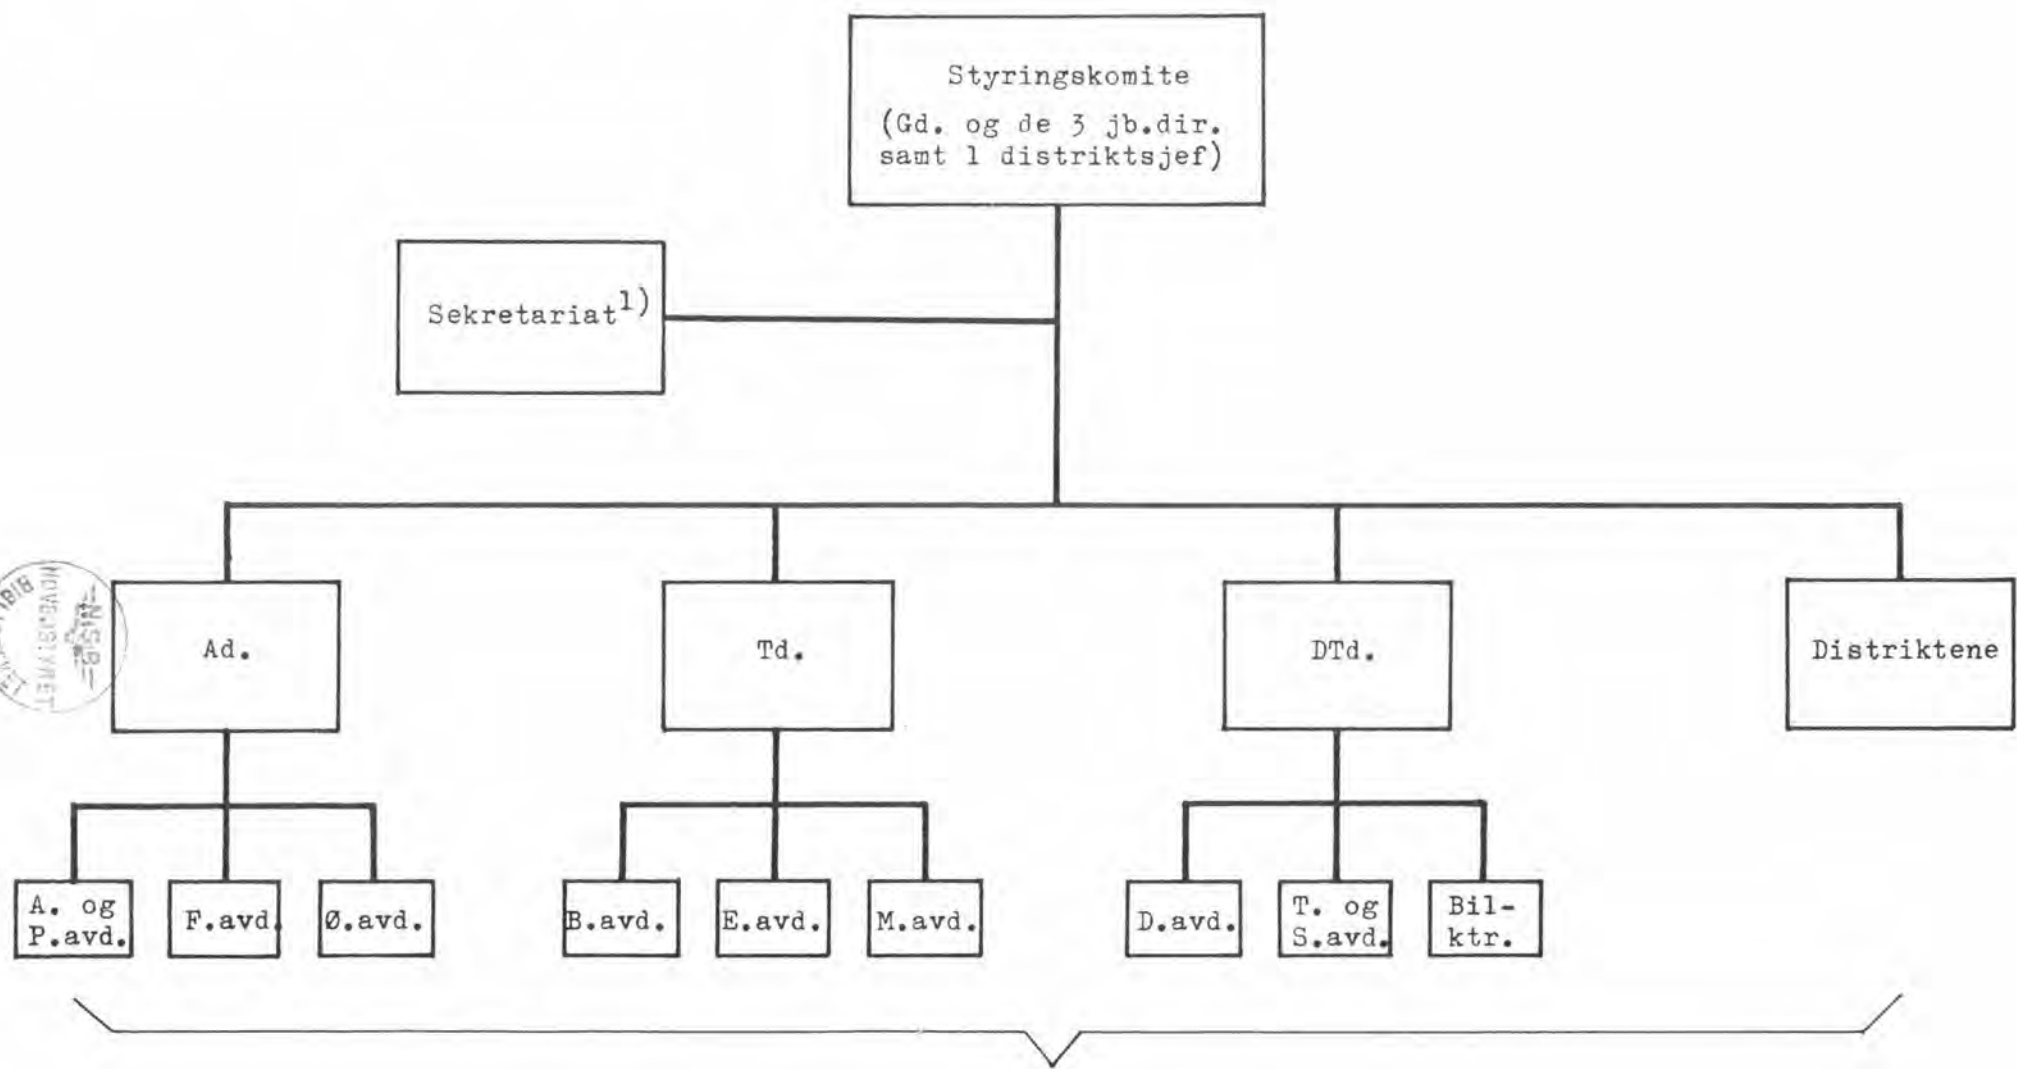 Styringskomite
(Gd. og de 3 jb.dir.
samt 1 distriktsjef)
Sekretariat1)
Ad.
Td.
DTd.
Distriktene
A. og
P.avd.
F.avd.
Ø.avd.
B.avd.
E.avd.
M.avd.
D.avd.
T. og
S.avd.
Bil-
ktr.
N.S.B.
HOVEDSTYRET